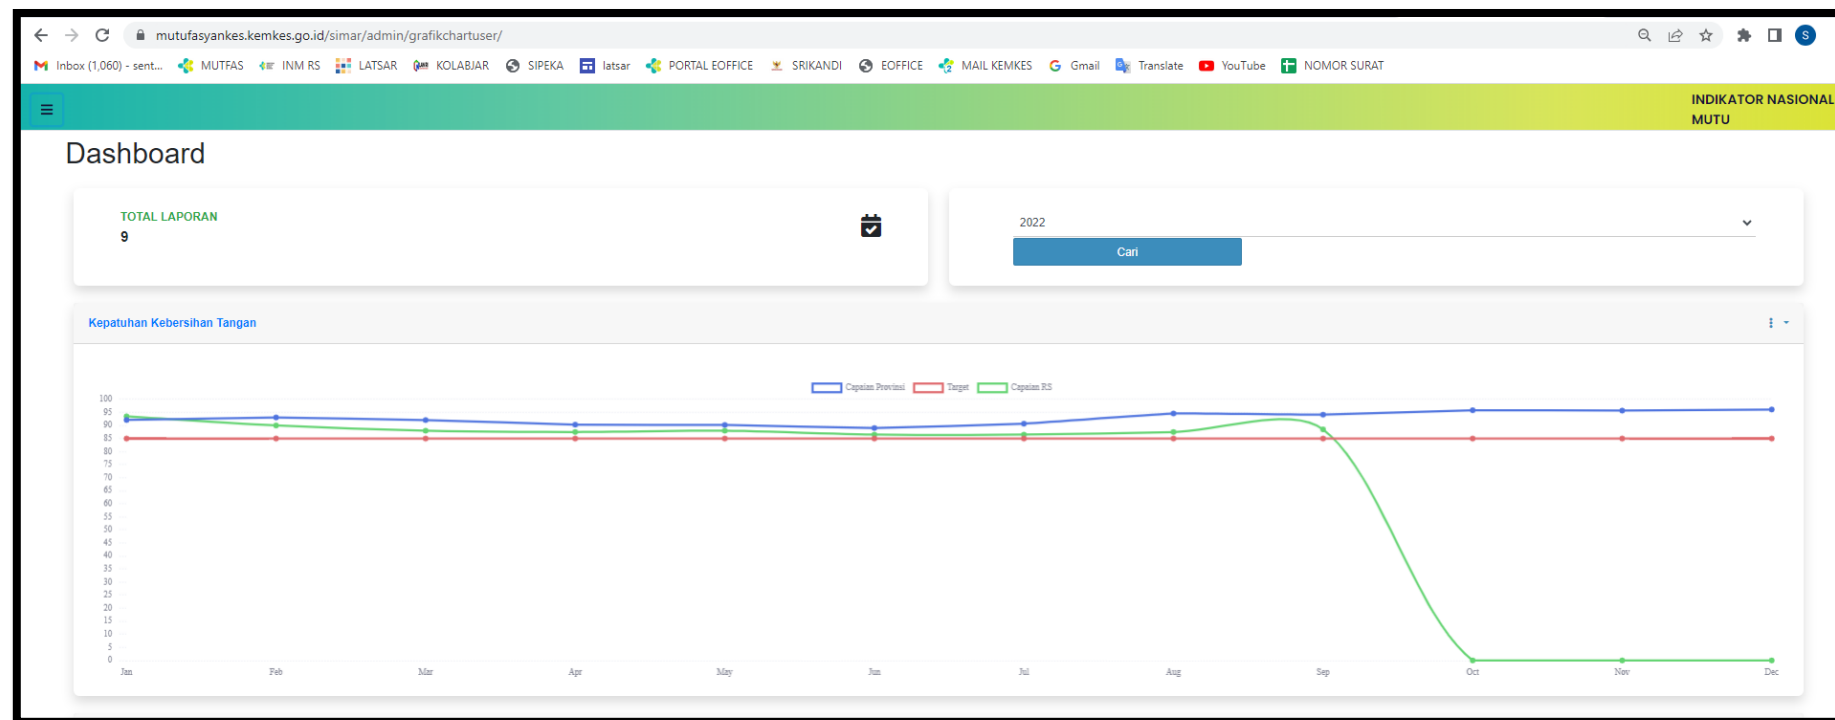 mutufasyankes.kemkes.go.id/simar/admin/grafikchartuser/
S
Inbox (1,060) - sent... MUTFAS INM RS LATSAR KOLABJAR SIPEKA latsar PORTAL EOFFICE SRIKANDI EOFFICE MAIL KEMKES Gmail Translate YouTube NOMOR SURAT
INDIKATOR NASIONAL
MUTU
Dashboard
TOTAL LAPORAN
9
2022
Cari
Kepatuhan Kebersihan Tangan
Capaian Provinsi Target Capaian RS
100
95
90
85
80
75
70
65
60
55
50
45
40
35
30
25
20
15
10
5
0
Jan Feb Mar Apr May Jun Jul Aug Sep Oct Nov Dec